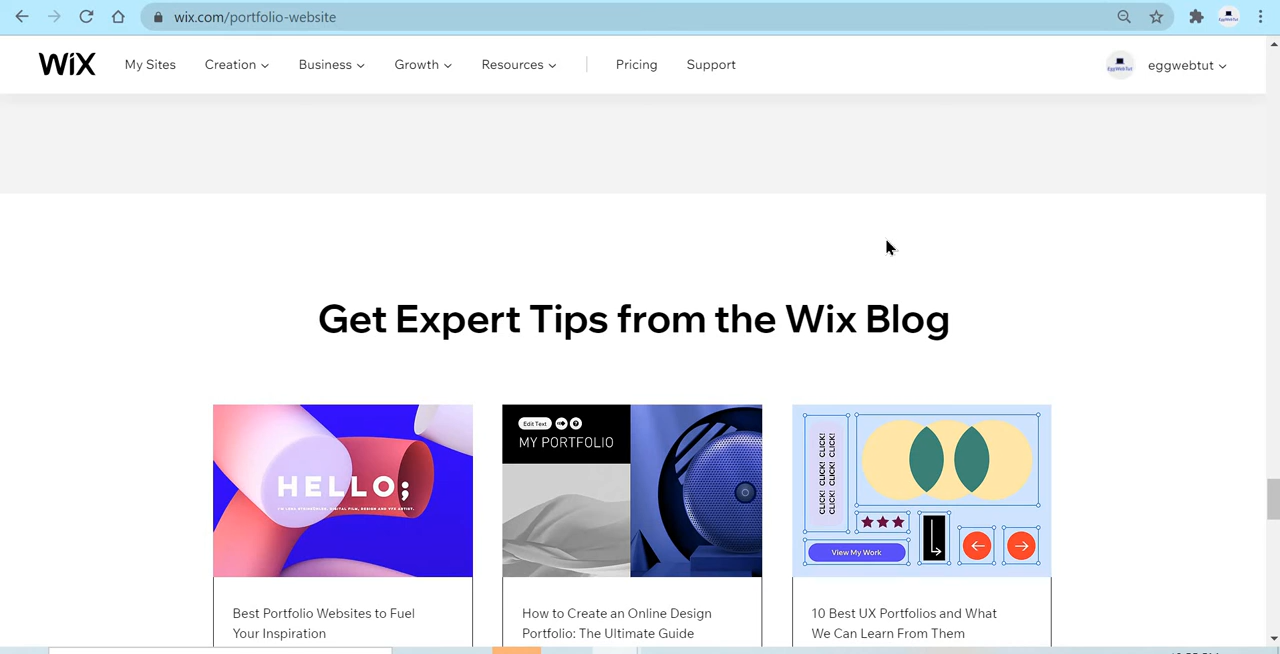 wix.com/portfolio-website
WiX
My Sites
Creation
Business
Growth
Resources
Pricing
Support
eggwebtut
Get Expert Tips from the Wix Blog
HELLO;
Edit Text
MY PORTFOLIO
CLICK! CLICK! CLICK!
CLICK! CLICK! CLICK!
View My Work
Best Portfolio Websites to Fuel
Your Inspiration
How to Create an Online Design
Portfolio: The Ultimate Guide
10 Best UX Portfolios and What
We Can Learn From Them